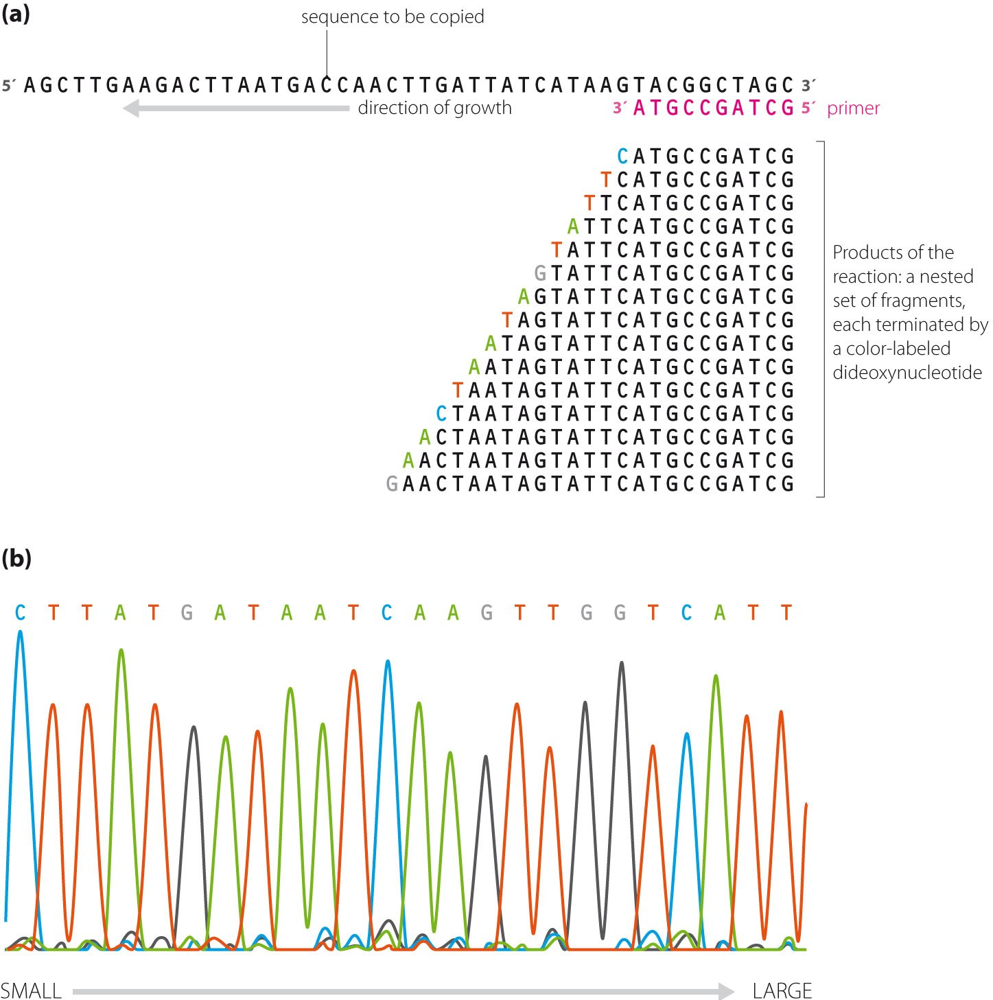 (a)
sequence to be copied
5´ AGCTTGAAGACTTAATGACCAACTTGATTATCATAAGTACGGCTAGC 3´
direction of growth
3´ ATGCCGATCG 5´ primer
CATGCCGATCG
TCATGCCGATCG
TTCATGCCGATCG
ATTCATGCCGATCG
TATTCATGCCGATCG
GTATTCATGCCGATCG
AGTATTCATGCCGATCG
TAGTATTCATGCCGATCG
ATAGTATTCATGCCGATCG
AATAGTATTCATGCCGATCG
TAATAGTATTCATGCCGATCG
CTAATAGTATTCATGCCGATCG
ACTAATAGTATTCATGCCGATCG
AACTAATAGTATTCATGCCGATCG
GAACTAATAGTATTCATGCCGATCG
Products of the
reaction: a nested
set of fragments,
each terminated by
a color-labeled
dideoxynucleotide
(b)
C T T A T G A T A A T C A A G T T G G T C A T T
SMALL LARGE